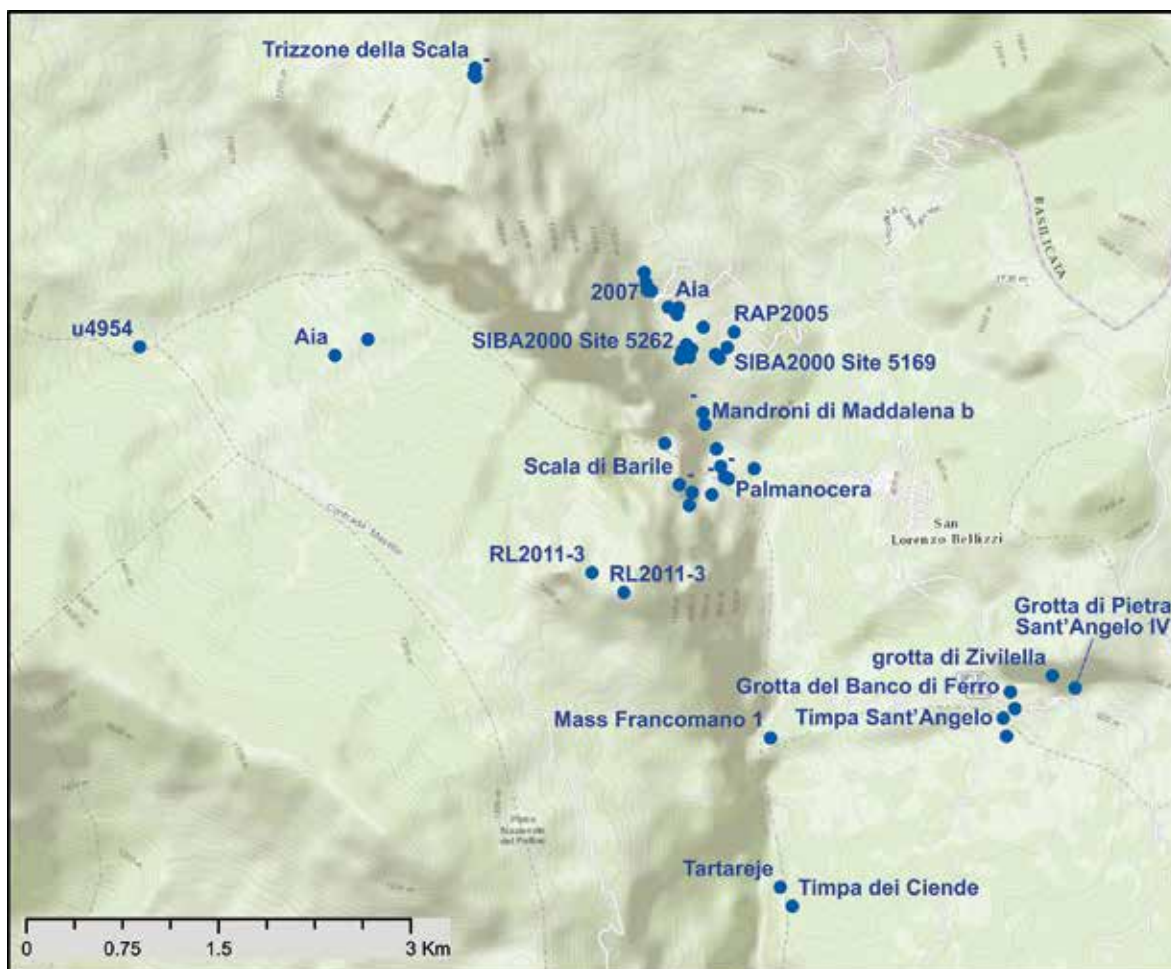 Trizzone della Scala
BASILICATA
2007
Aia
RAP2005
u4954
Aia
SIBA2000 Site 5262
SIBA2000 Site 5169
Mandroni di Maddalena b
Scala di Barile
Palmanocera
San
Lorenzo Bellizzi
RL2011-3
RL2011-3
Grotta di Pietra
Sant'Angelo IV
grotta di Zivilella
Grotta del Banco di Ferro
Mass Francomano 1
Timpa Sant'Angelo
Tartareje
Timpa dei Ciende
0 0.75 1.5 3 Km